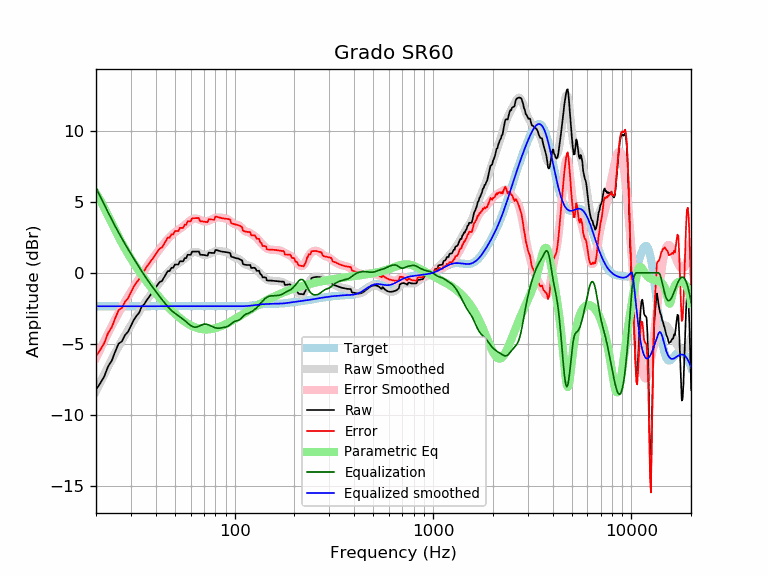 Grado SR60
Amplitude (dBr)
10
5
0
−5
−10
−15
Target
Raw Smoothed
Error Smoothed
Raw
Error
Parametric Eq
Equalization
Equalized smoothed
100
1000
10000
Frequency (Hz)